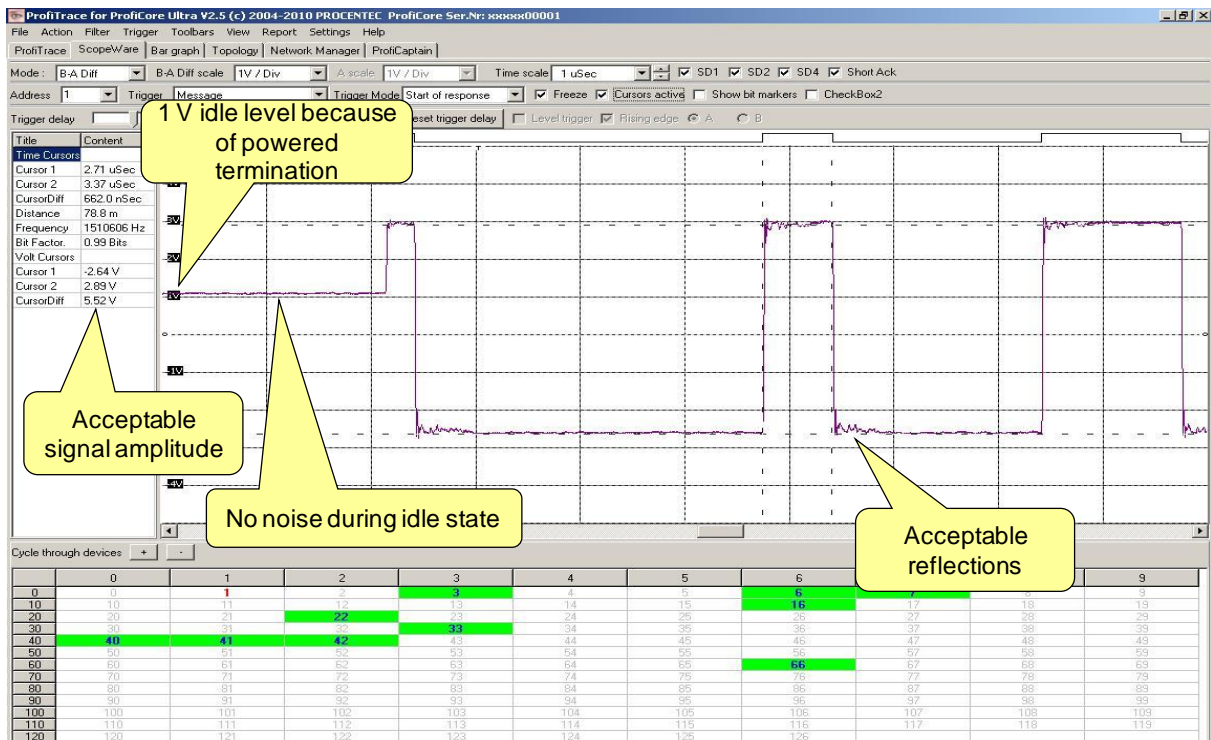 ProfiTrace for ProfiCore Ultra V2.5 (c) 2004-2010 PROCENTEC ProfiCore Ser.Nr: xxxxx00001
File Action Filter Trigger Toolbars View Report Settings Help
ProfiTrace ScopeWare Bar graph Topology Network Manager ProfiCaptain
Mode : B-A Diff B-A Diff scale 1V / Div A scale 1V / Div Time scale 1 uSec SD1 SD2 SD4 Short Ack
Address 1 Trigger Message Trigger Mode Start of response Freeze Cursors active Show bit markers CheckBox2
Trigger delay eset trigger delay Level trigger Rising edge A B
1 V idle level because
of powered
termination
Title Content
Time Cursors
Cursor 1 2.71 uSec
Cursor 2 3.37 uSec
CursorDiff 662.0 nSec
Distance 78.8 m
Frequency 1510606 Hz
Bit Factor. 0.99 Bits
Volt Cursors
Cursor 1 -2.64 V
Cursor 2 2.89 V
CursorDiff 5.52 V
T
3V
2V
1V
-1V
-4V
Acceptable
signal amplitude
No noise during idle state
Acceptable
reflections
Cycle through devices + -
0 1 2 3 4 5 6 9
0 0 1 2 3 4 5 6 7 8 9
10 10 11 12 13 14 15 16 17 18 19
20 20 21 22 23 24 25 26 27 28 29
30 30 31 32 33 34 35 36 37 38 39
40 40 41 42 43 44 45 46 47 48 49
50 50 51 52 53 54 55 56 57 58 59
60 60 61 62 63 64 65 66 67 68 69
70 70 71 72 73 74 75 76 77 78 79
80 80 81 82 83 84 85 86 87 88 89
90 90 91 92 93 94 95 96 97 98 99
100 100 101 102 103 104 105 106 107 108 109
110 110 111 112 113 114 115 116 117 118 119
120 120 121 122 123 124 125 126